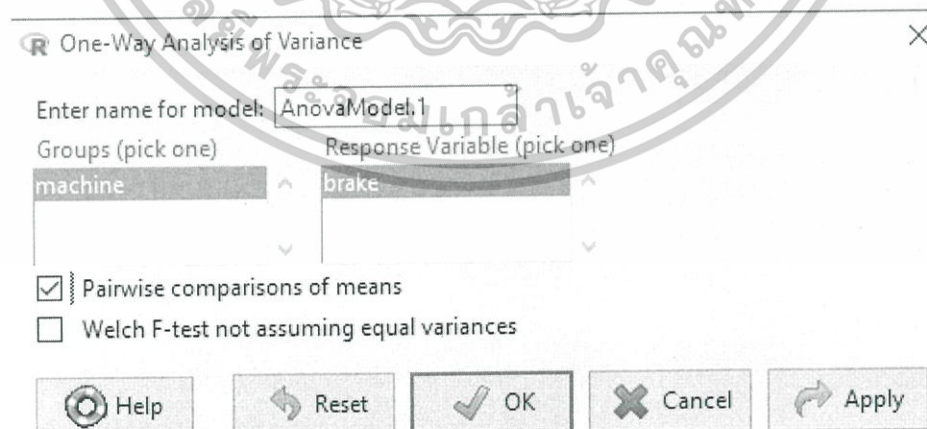 One-Way Analysis of Variance
Enter name for model: AnovaModel.1
Groups (pick one) Response Variable (pick one)
machine brake
Pairwise comparisons of means
Welch F-test not assuming equal variances
Help Reset OK Cancel Apply